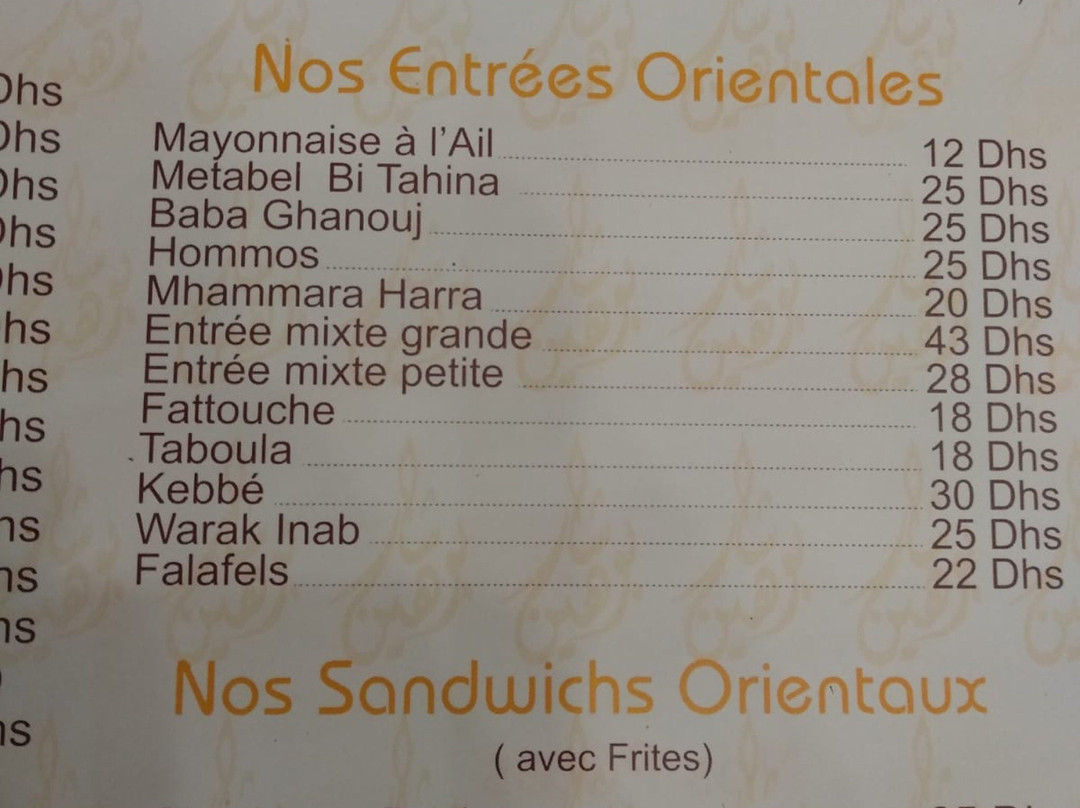 Nos Entrées Orientales
Mayonnaise à l'Ail 12 Dhs
Metabel Bi Tahina 25 Dhs
Baba Ghanouj 25 Dhs
Hommos 25 Dhs
Mhammara Harra 20 Dhs
Entrée mixte grande 43 Dhs
Entrée mixte petite 28 Dhs
Fattouche 18 Dhs
Taboula 18 Dhs
Kebbé 30 Dhs
Warak Inab 25 Dhs
Falafels 22 Dhs
Nos Sandwichs Orientaux
( avec Frites)